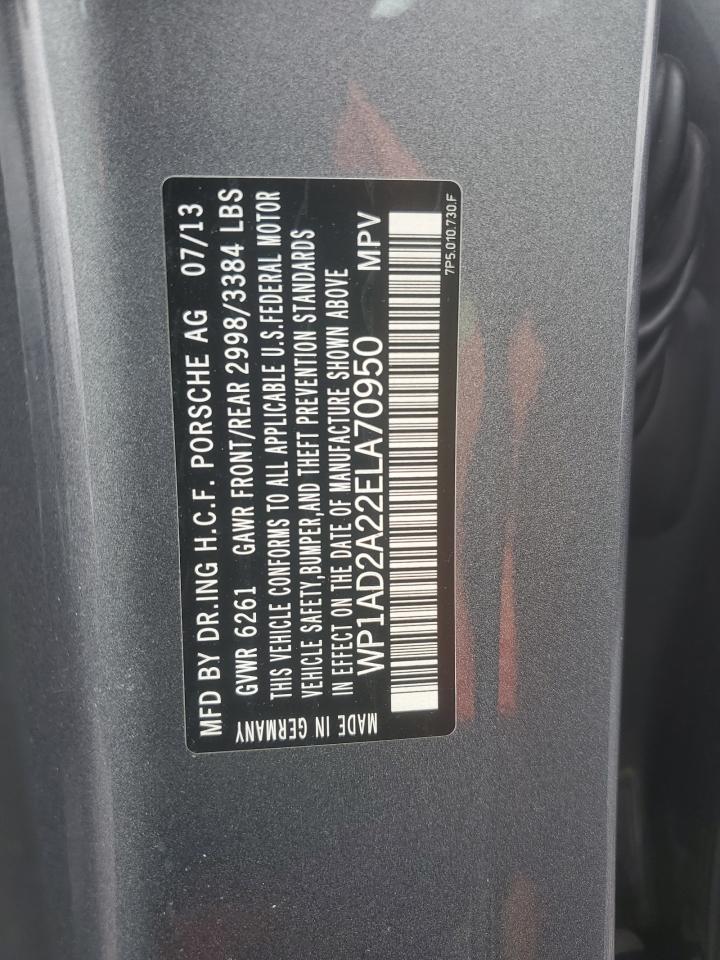 MFD BY DR.ING H.C.F. PORSCHE AG 07/13
GVWR 6261 GAWR FRONT/REAR 2998/3384 LBS
THIS VEHICLE CONFORMS TO ALL APPLICABLE U.S.FEDERAL MOTOR
VEHICLE SAFETY,BUMPER,AND THEFT PREVENTION STANDARDS
IN EFFECT ON THE DATE OF MANUFACTURE SHOWN ABOVE
WP1AD2A22ELA70950 MPV
MADE IN GERMANY
7P5.010.730.F